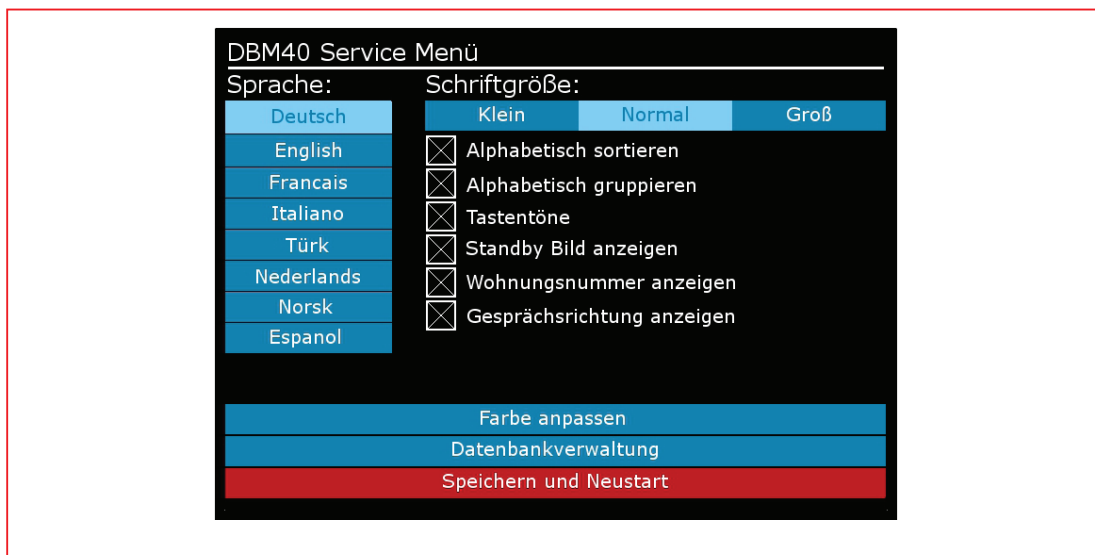 DBM40 Service Menü
Sprache:
Deutsch
English
Francais
Italiano
Türk
Nederlands
Norsk
Espanol
Schriftgröße:
Klein Normal Groß
Alphabetisch sortieren
Alphabetisch gruppieren
Tastentöne
Standby Bild anzeigen
Wohnungsnummer anzeigen
Gesprächsrichtung anzeigen
Farbe anpassen
Datenbankverwaltung
Speichern und Neustart